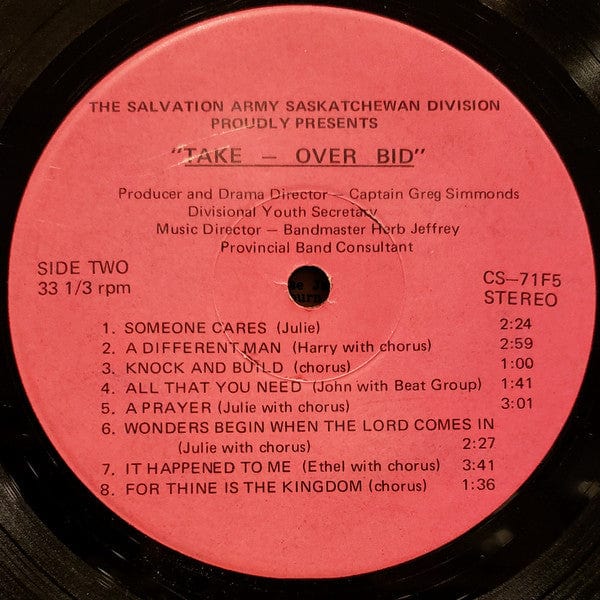 THE SALVATION ARMY SASKATCHEWAN DIVISION
PROUDLY PRESENTS
"TAKE — OVER BID"
Producer and Drama Director — Captain Greg Simmonds
Divisional Youth Secretary
Music Director — Bandmaster Herb Jeffrey
Provincial Band Consultant
SIDE TWO
33 1/3 rpm
CS—71F5
STEREO
1. SOMEONE CARES (Julie) 2:24
2. A DIFFERENT MAN (Harry with chorus) 2:59
3. KNOCK AND BUILD (chorus) 1:00
4. ALL THAT YOU NEED (John with Beat Group) 1:41
5. A PRAYER (Julie with chorus) 3:01
6. WONDERS BEGIN WHEN THE LORD COMES IN
(Julie with chorus) 2:27
7. IT HAPPENED TO ME (Ethel with chorus) 3:41
8. FOR THINE IS THE KINGDOM (chorus) 1:36